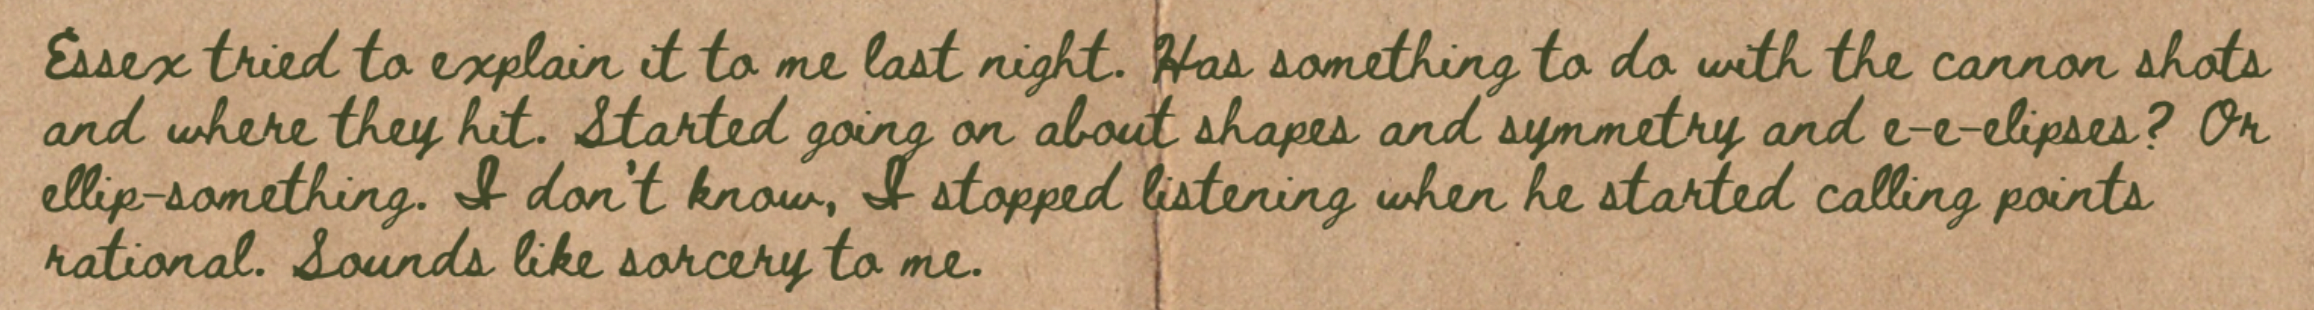 Essex tried to explain it to me last night. Has something to do with the cannon shots
and where they hit. Started going on about shapes and symmetry and e-e-elipses? Or
ellip-something. I don't know, I stopped listening when he started calling points
rational. Sounds like sorcery to me.